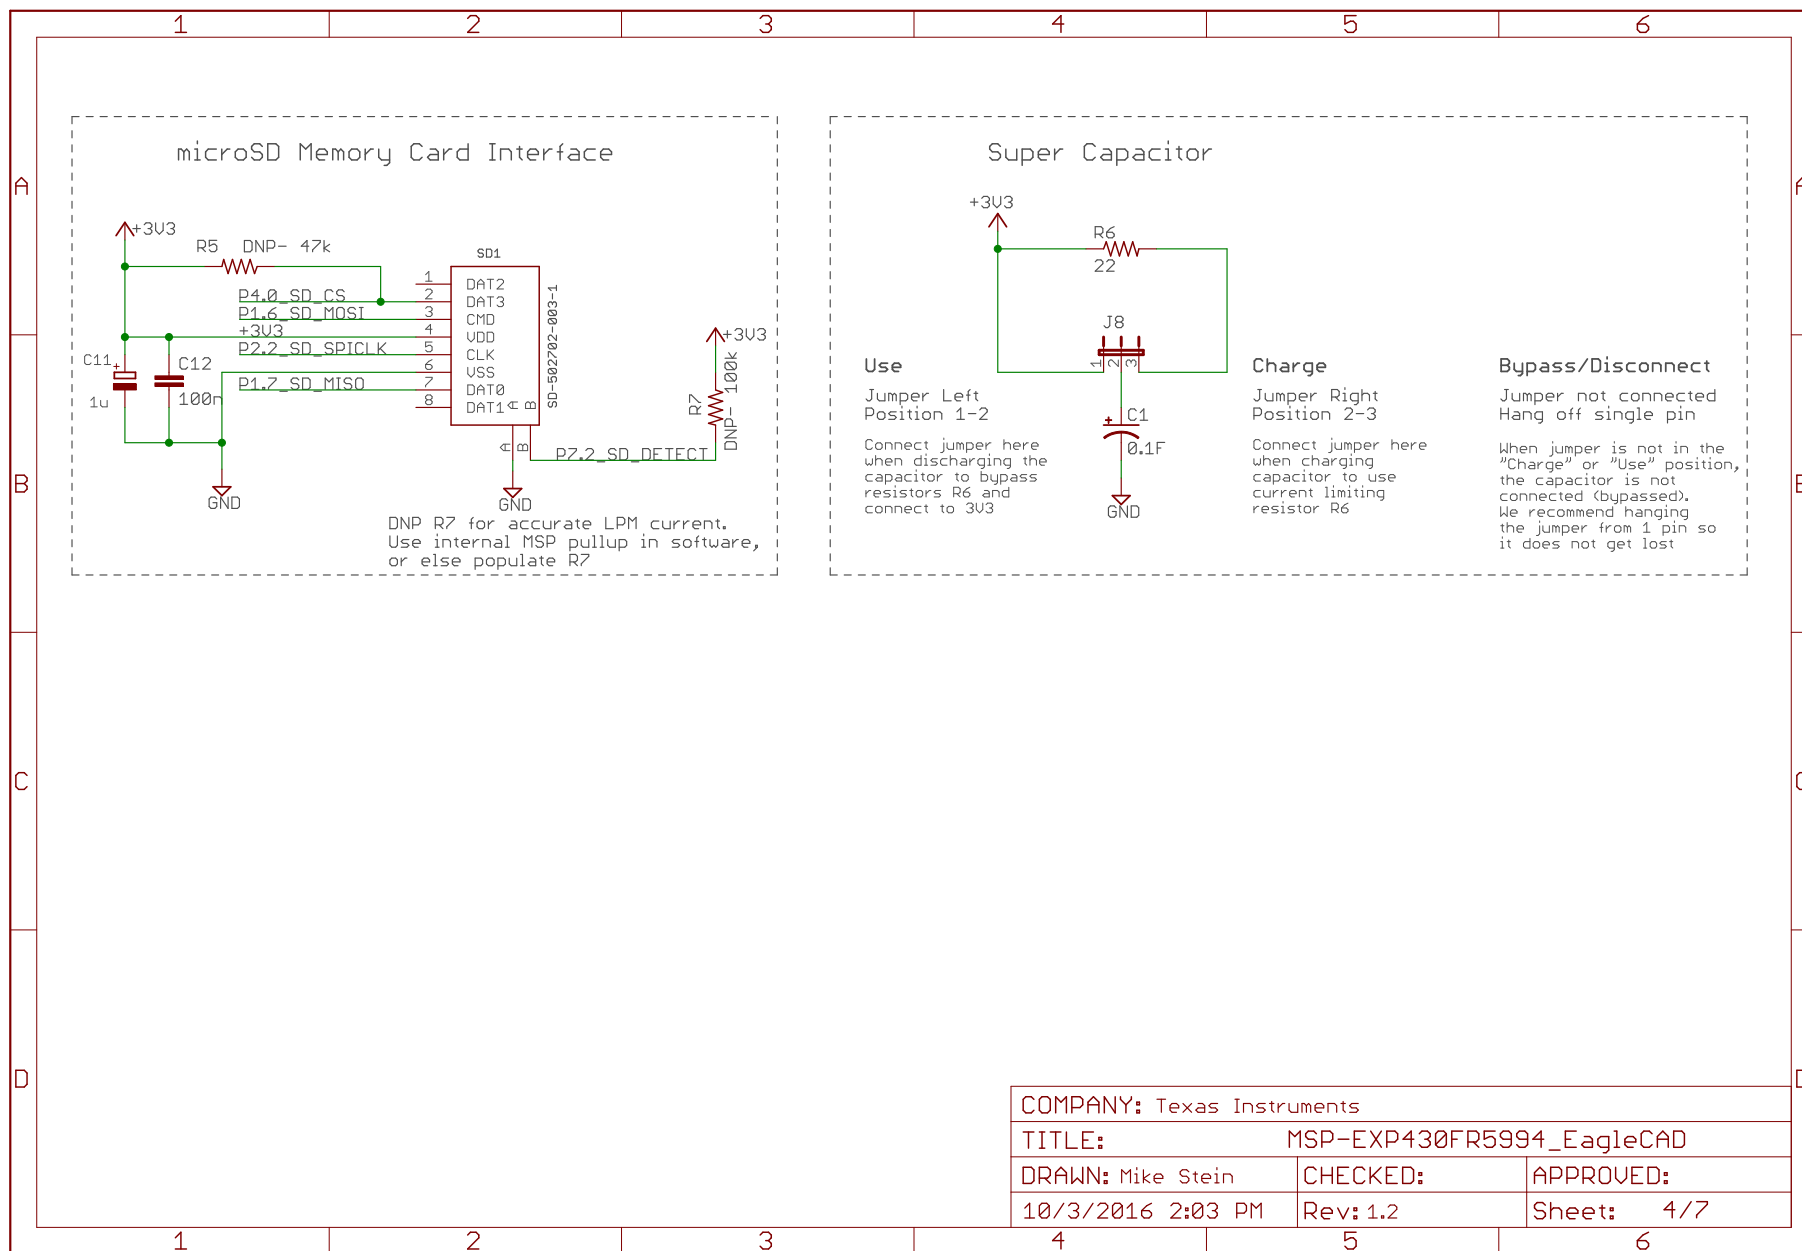 1 2 3 4 5 6
A
B
C
D
A
B
C
D
microSD Memory Card Interface
+3V3
R5 DNP- 47k
SD1
P4.0_SD_CS
P1.6_SD_MOSI
+3V3
P2.2_SD_SPICLK
P1.7_SD_MISO
1 DAT2
2 DAT3
3 CMD
4 VDD
5 CLK
6 VSS
7 DAT0
8 DAT1
A B
A B
SD-502702-003-1
C11
+
1u
C12
100n
GND
GND
+3V3
R7
DNP- 100k
P7.2_SD_DETECT
DNP R7 for accurate LPM current.
Use internal MSP pullup in software,
or else populate R7
Super Capacitor
+3V3
R6
22
J8
1 2 3
+
C1
0.1F
GND
Use
Jumper Left
Position 1-2
Connect jumper here
when discharging the
capacitor to bypass
resistors R6 and
connect to 3V3
Charge
Jumper Right
Position 2-3
Connect jumper here
when charging
capacitor to use
current limiting
resistor R6
Bypass/Disconnect
Jumper not connected
Hang off single pin
When jumper is not in the
"Charge" or "Use" position,
the capacitor is not
connected (bypassed).
We recommend hanging
the jumper from 1 pin so
it does not get lost
COMPANY: Texas Instruments
TITLE: MSP-EXP430FR5994_EagleCAD
DRAWN: Mike Stein CHECKED: APPROVED:
10/3/2016 2:03 PM Rev: 1.2 Sheet: 4/7
1 2 3 4 5 6